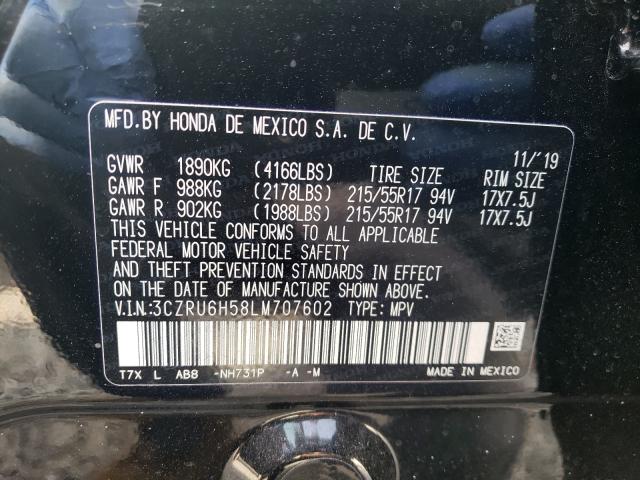 MFD.BY HONDA DE MEXICO S.A. DE C.V.
11/'19
GVWR 1890KG (4166LBS) TIRE SIZE RIM SIZE
GAWR F 988KG (2178LBS) 215/55R17 94V 17X7.5J
GAWR R 902KG (1988LBS) 215/55R17 94V 17X7.5J
THIS VEHICLE CONFORMS TO ALL APPLICABLE
FEDERAL MOTOR VEHICLE SAFETY
AND THEFT PREVENTION STANDARDS IN EFFECT
ON THE DATE OF MANUFACTURE SHOWN ABOVE.
V.I.N:3CZRU6H58LM707602 TYPE: MPV
T7X L AB8 -NH731P -A -M MADE IN MEXICO